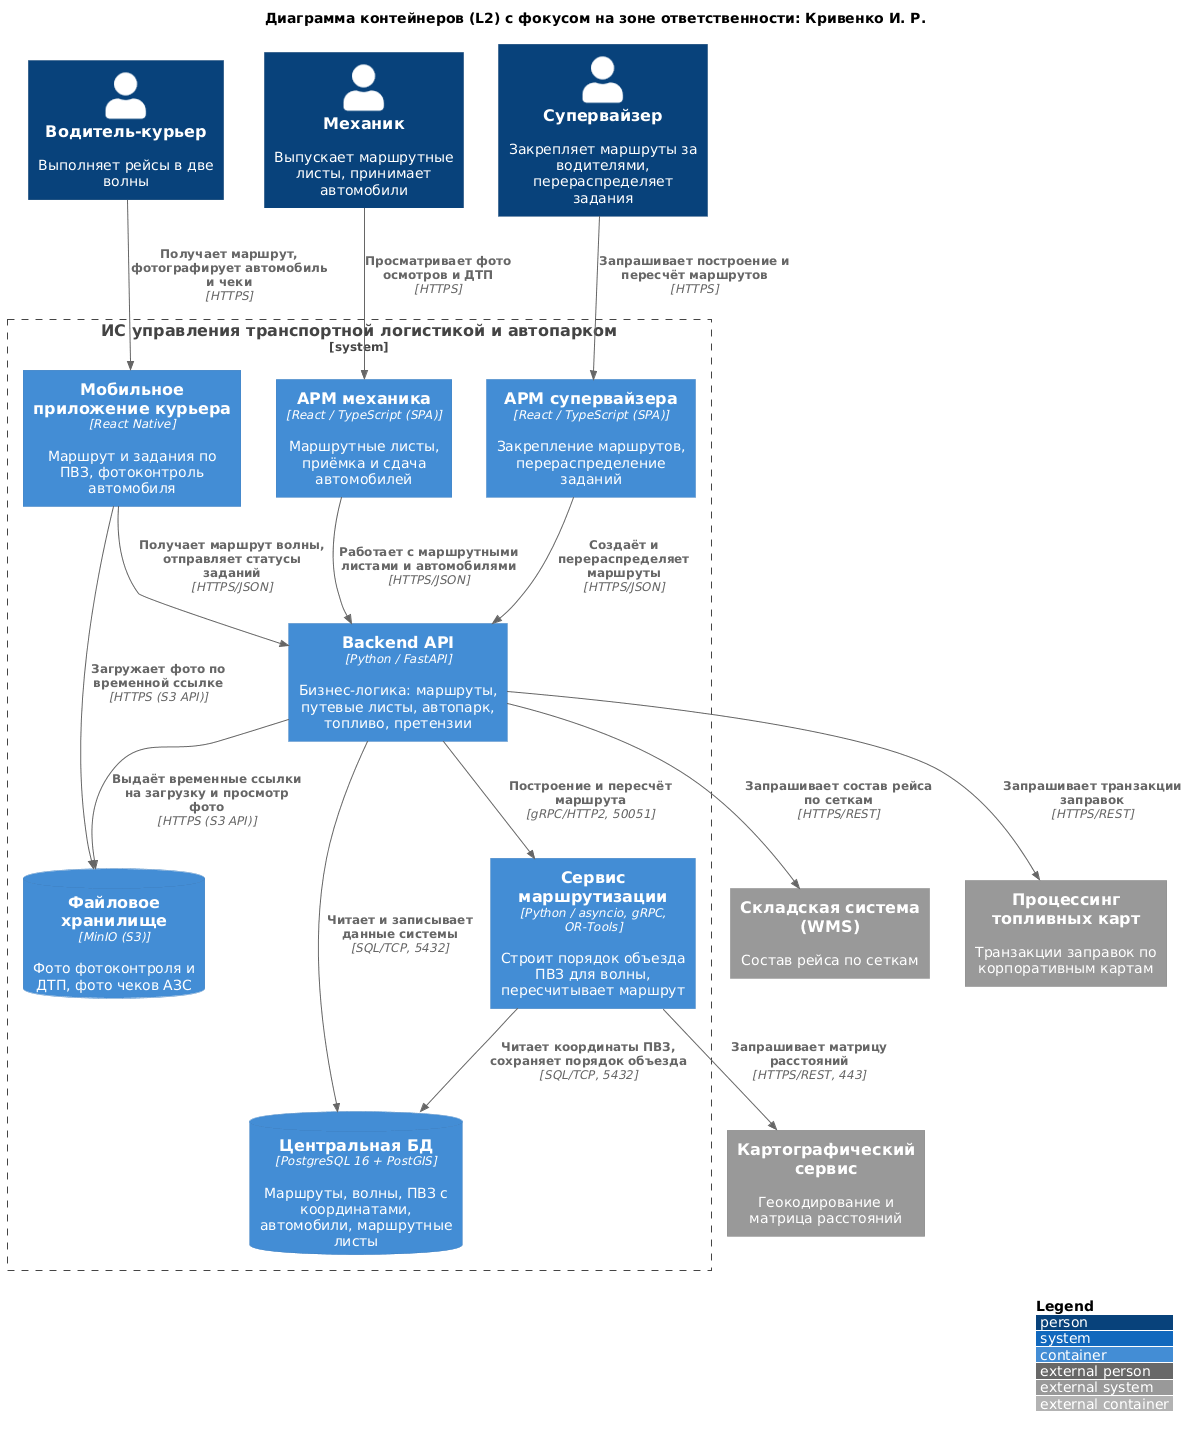 Диаграмма контейнеров (L2) с фокусом на зоне ответственности: Кривенко И. Р.
Водитель-курьер
Выполняет рейсы в две
волны
Механик
Выпускает маршрутные
листы, принимает
автомобили
Супервайзер
Закрепляет маршруты за
водителями,
перераспределяет
задания
Получает маршрут,
фотографирует автомобиль
и чеки
[HTTPS]
Просматривает фото
осмотров и ДТП
[HTTPS]
Запрашивает построение и
пересчёт маршрутов
[HTTPS]
ИС управления транспортной логистикой и автопарком
[system]
Мобильное
приложение курьера
[React Native]
Маршрут и задания по
ПВЗ, фотоконтроль
автомобиля
АРМ механика
[React / TypeScript (SPA)]
Маршрутные листы,
приёмка и сдача
автомобилей
АРМ супервайзера
[React / TypeScript (SPA)]
Закрепление маршрутов,
перераспределение
заданий
Получает маршрут волны,
отправляет статусы
заданий
[HTTPS/JSON]
Работает с маршрутными
листами и автомобилями
[HTTPS/JSON]
Создаёт и
перераспределяет
маршруты
[HTTPS/JSON]
Backend API
[Python / FastAPI]
Бизнес-логика: маршруты,
путевые листы, автопарк,
топливо, претензии
Загружает фото по
временной ссылке
[HTTPS (S3 API)]
Выдаёт временные ссылки
на загрузку и просмотр
фото
[HTTPS (S3 API)]
Построение и пересчёт
маршрута
[gRPC/HTTP2, 50051]
Запрашивает состав рейса
по сеткам
[HTTPS/REST]
Запрашивает транзакции
заправок
[HTTPS/REST]
Файловое
хранилище
[MinIO (S3)]
Фото фотоконтроля и
ДТП, фото чеков АЗС
Читает и записывает
данные системы
[SQL/TCP, 5432]
Сервис
маршрутизации
[Python / asyncio, gRPC,
OR-Tools]
Строит порядок объезда
ПВЗ для волны,
пересчитывает маршрут
Складская система
(WMS)
Состав рейса по сеткам
Процессинг
топливных карт
Транзакции заправок по
корпоративным картам
Читает координаты ПВЗ,
сохраняет порядок объезда
[SQL/TCP, 5432]
Запрашивает матрицу
расстояний
[HTTPS/REST, 443]
Центральная БД
[PostgreSQL 16 + PostGIS]
Маршруты, волны, ПВЗ с
координатами,
автомобили, маршрутные
листы
Картографический
сервис
Геокодирование и
матрица расстояний
Legend
person
system
container
external person
external system
external container